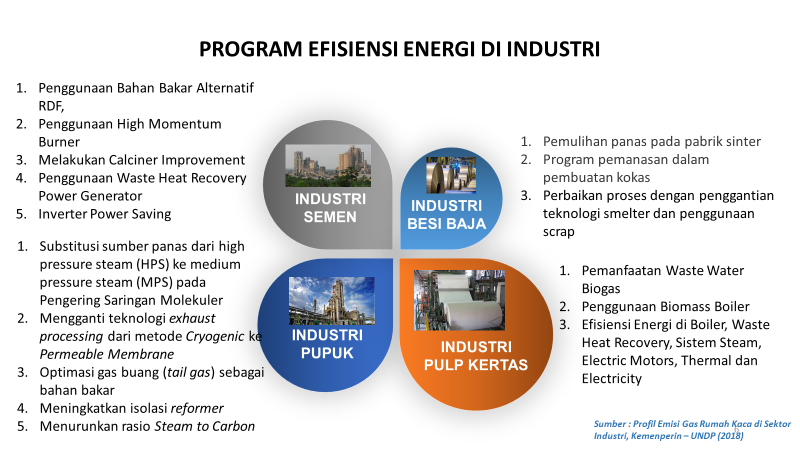 PROGRAM EFISIENSI ENERGI DI INDUSTRI
1. Penggunaan Bahan Bakar Alternatif
RDF,
2. Penggunaan High Momentum
Burner
3. Melakukan Calciner Improvement
4. Penggunaan Waste Heat Recovery
Power Generator
5. Inverter Power Saving
INDUSTRI
SEMEN
INDUSTRI
BESI BAJA
1. Pemulihan panas pada pabrik sinter
2. Program pemanasan dalam
pembuatan kokas
3. Perbaikan proses dengan penggantian
teknologi smelter dan penggunaan
scrap
1. Substitusi sumber panas dari high
pressure steam (HPS) ke medium
pressure steam (MPS) pada
Pengering Saringan Molekuler
2. Mengganti teknologi exhaust
processing dari metode Cryogenic ke
Permeable Membrane
3. Optimasi gas buang (tail gas) sebagai
bahan bakar
4. Meningkatkan isolasi reformer
5. Menurunkan rasio Steam to Carbon
INDUSTRI
PUPUK
INDUSTRI
PULP KERTAS
1. Pemanfaatan Waste Water
Biogas
2. Penggunaan Biomass Boiler
3. Efisiensi Energi di Boiler, Waste
Heat Recovery, Sistem Steam,
Electric Motors, Thermal dan
Electricity
Sumber : Profil Emisi Gas Rumah Kaca di Sektor
Industri, Kemenperin – UNDP (2018)